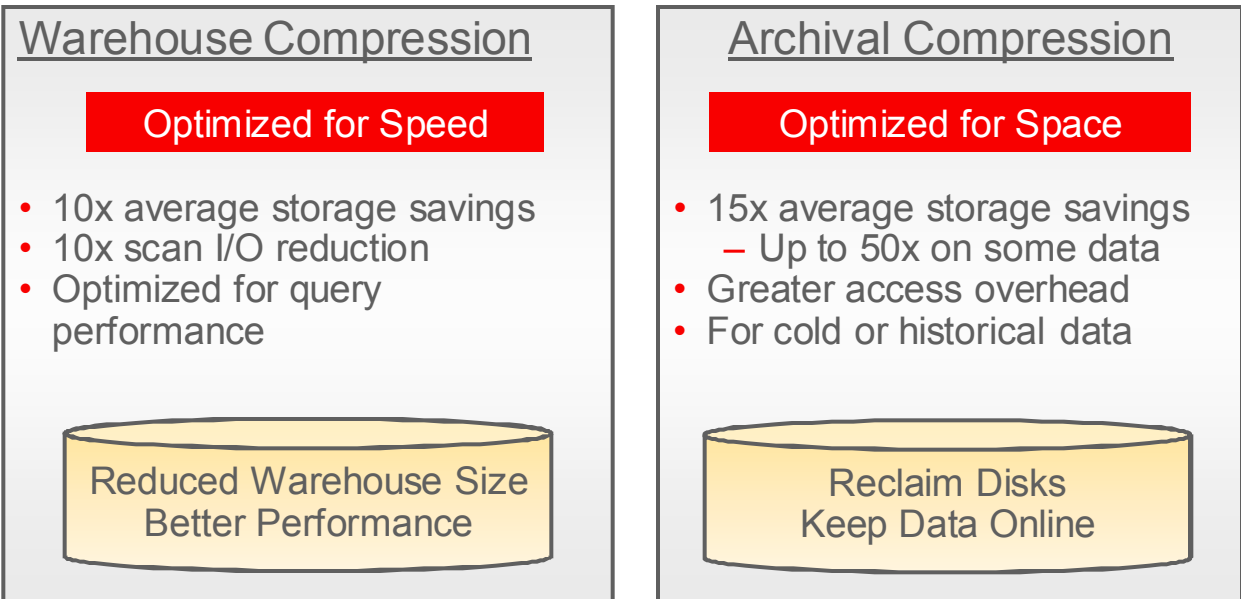 Warehouse Compression
Optimized for Speed
• 10x average storage savings
• 10x scan I/O reduction
• Optimized for query
performance
Reduced Warehouse Size
Better Performance
Archival Compression
Optimized for Space
• 15x average storage savings
– Up to 50x on some data
• Greater access overhead
• For cold or historical data
Reclaim Disks
Keep Data Online